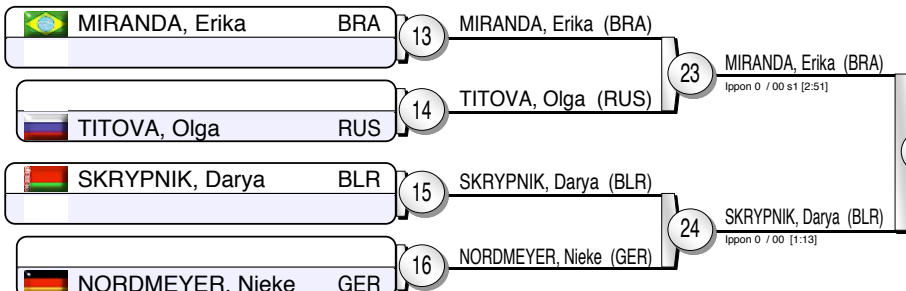 MIRANDA, Erika BRA
13
MIRANDA, Erika (BRA)
23
MIRANDA, Erika (BRA)
Ippon 0 / 00 s1 [2:51]
14
TITOVA, Olga (RUS)
TITOVA, Olga RUS
SKRYPNIK, Darya BLR
15
SKRYPNIK, Darya (BLR)
24
SKRYPNIK, Darya (BLR)
Ippon 0 / 00 [1:13]
16
NORDMEYER, Nieke (GER)
NORDMEYER, Nieke GER